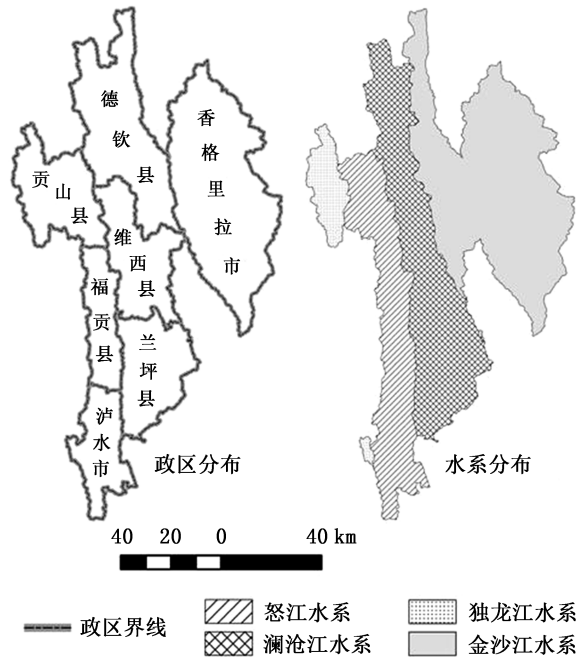 德钦县
香格里拉市
贡山县
维西县
福贡县
兰坪县
泸水市
政区分布
水系分布
40 20 0 40 km
政区界线
怒江水系
独龙江水系
澜沧江水系
金沙江水系